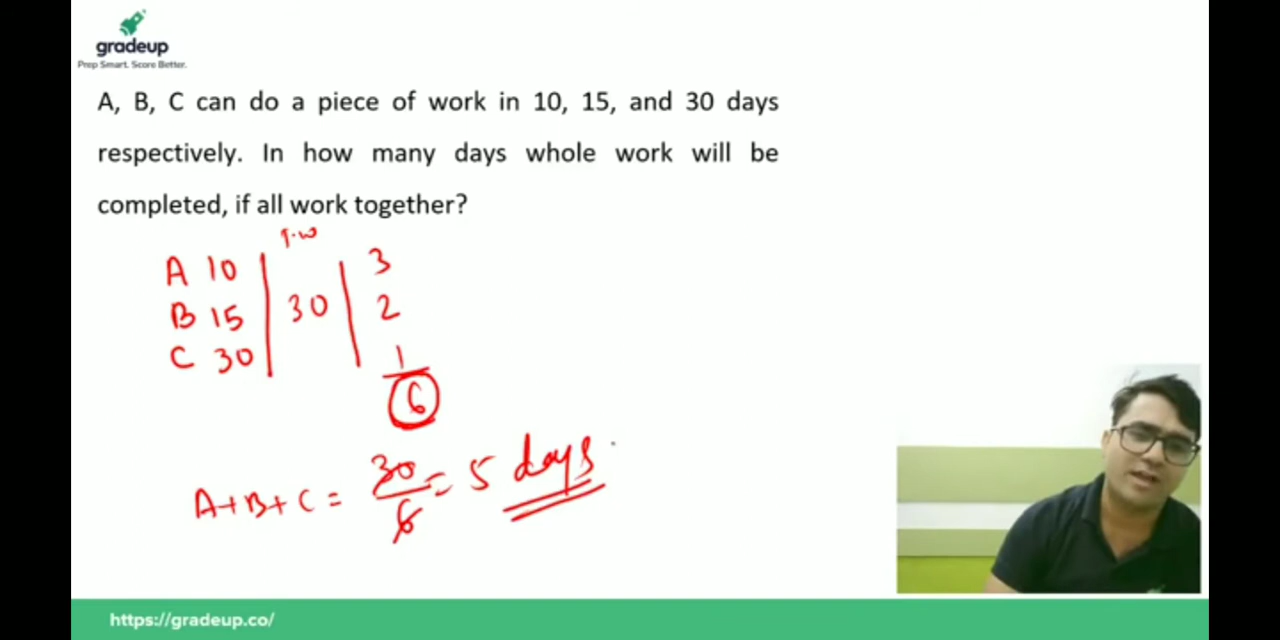 gradeup
Prep Smart. Score Better.
A, B, C can do a piece of work in 10, 15, and 30 days
respectively. In how many days whole work will be
completed, if all work together?
T.W
A 10 | | 3
B 15 | 30 | 2
C 30 | | 1
6
A+B+C = 30/6 = 5 days
https://gradeup.co/